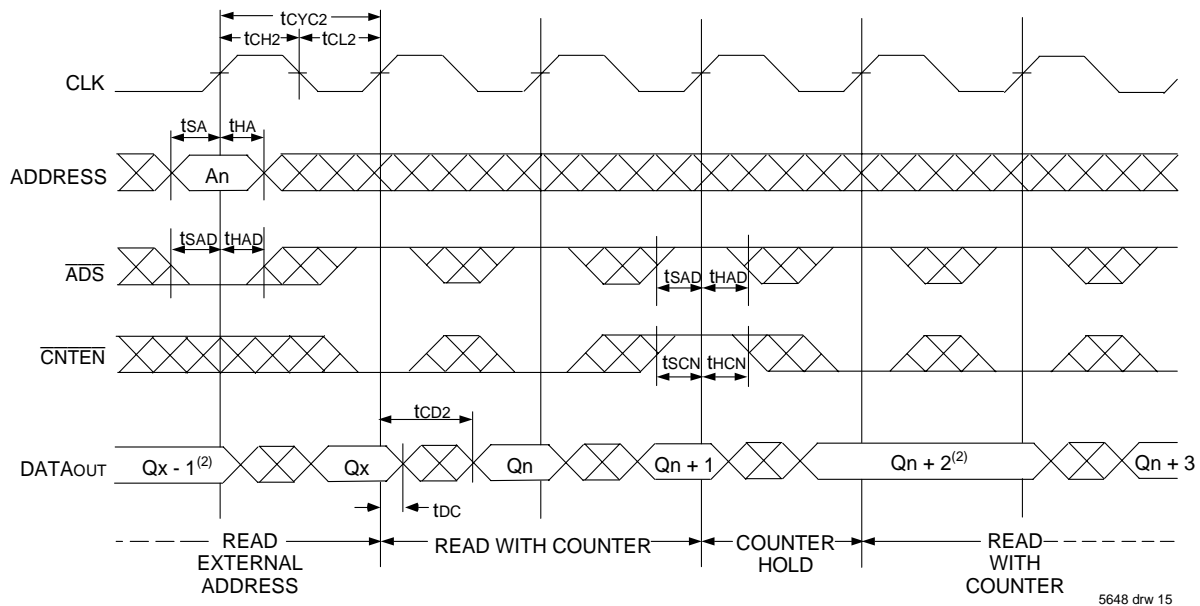 tCYC2
tCH2 tCL2
CLK
tSA tHA
ADDRESS An
tSAD tHAD
ADS tSAD tHAD
CNTEN
tSCN tHCN
tCD2
DATAOUT Qx - 1(2) Qx Qn Qn + 1 Qn + 2(2) Qn + 3
tDC
READ EXTERNAL ADDRESS
READ WITH COUNTER
COUNTER HOLD
READ WITH COUNTER
5648 drw 15